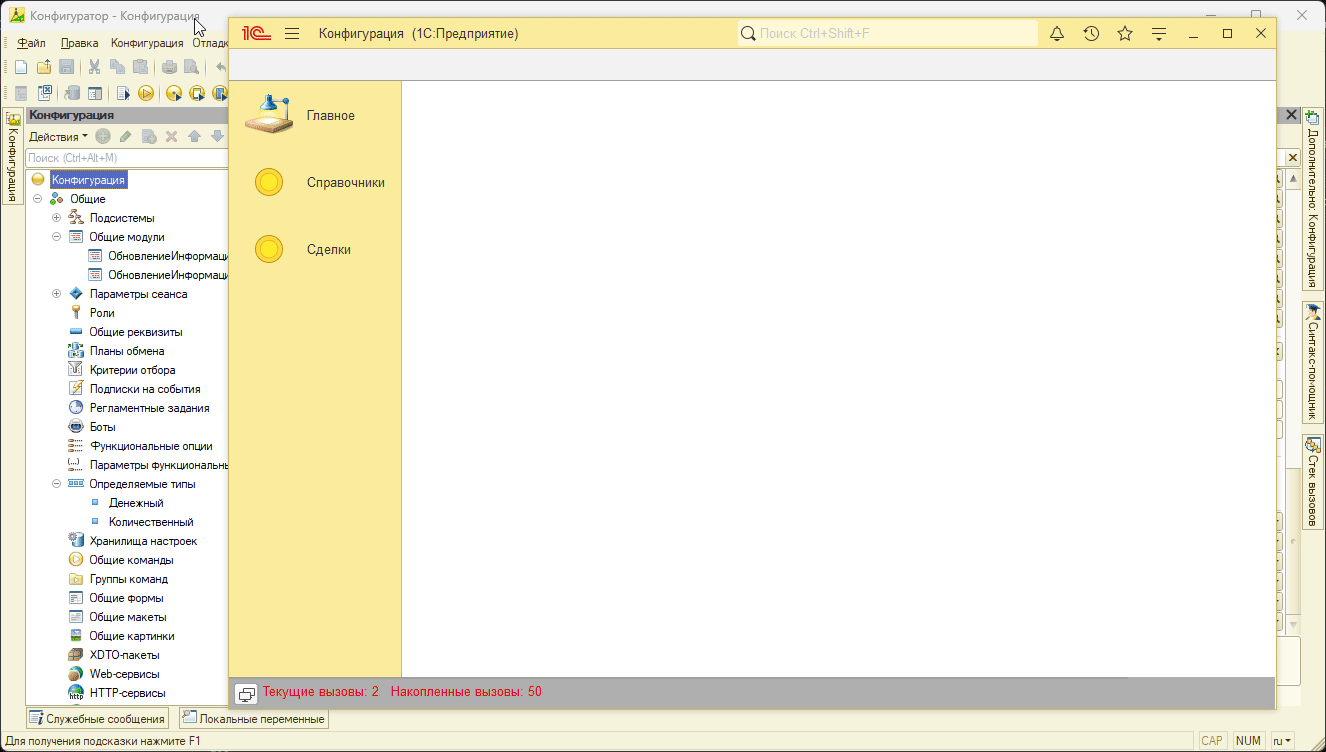 Конфигуратор - Конфигурация
Файл Правка Конфигурация Отладк
1С Конфигурация (1С:Предприятие)
Поиск Ctrl+Shift+F
Конфигурация
Действия
Поиск (Ctrl+Alt+M)
Конфигурация
Общие
Подсистемы
Общие модули
ОбновлениеИнформаци
ОбновлениеИнформаци
Параметры сеанса
Роли
Общие реквизиты
Планы обмена
Критерии отбора
Подписки на события
Регламентные задания
Боты
Функциональные опции
Параметры функциональн
Определяемые типы
Денежный
Количественный
Хранилища настроек
Общие команды
Группы команд
Общие формы
Общие макеты
Общие картинки
XDTO-пакеты
Web-сервисы
HTTP-сервисы
Конфигурация
Главное
Справочники
Сделки
Текущие вызовы: 2 Накопленные вызовы: 50
Дополнительно: Конфигурация
Синтакс-помощник
Стек вызовов
Служебные сообщения
Локальные переменные
Для получения подсказки нажмите F1
CAP
NUM
ru